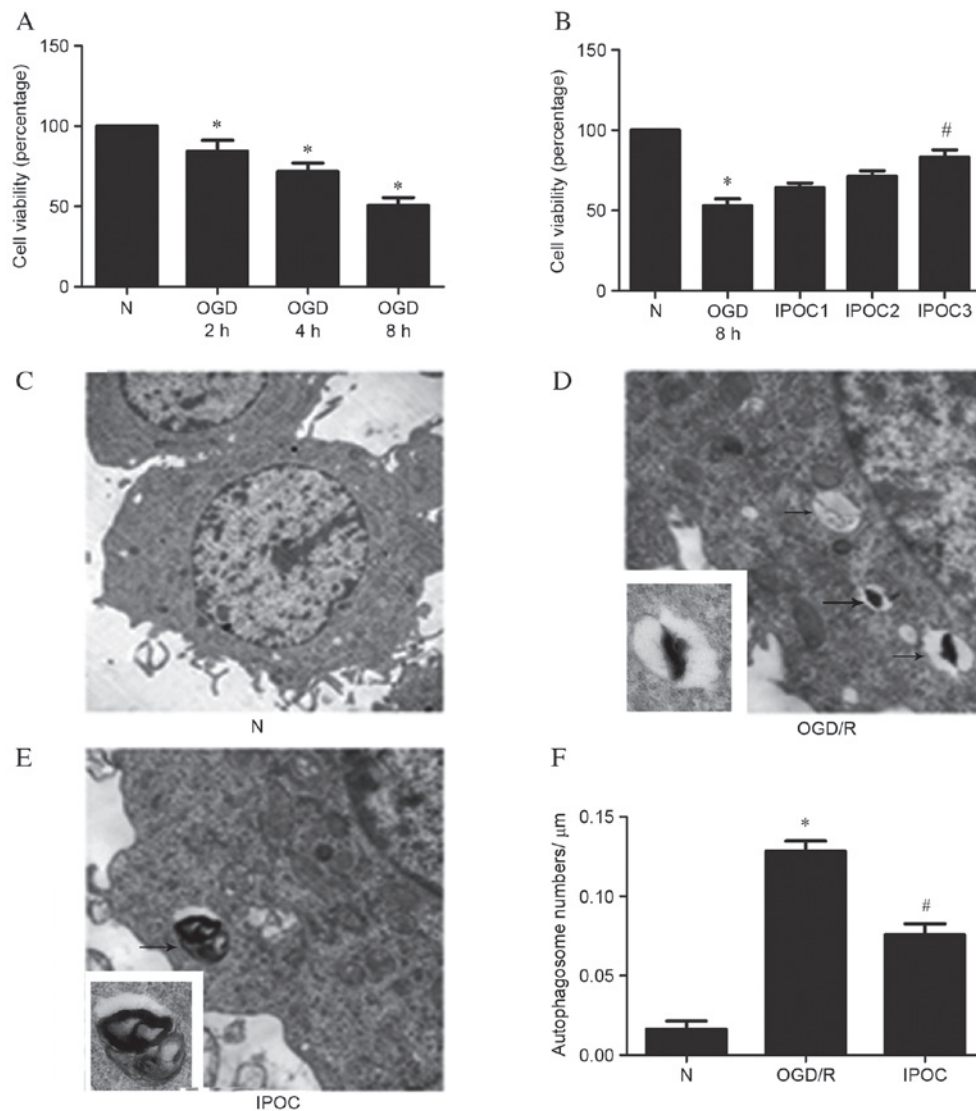 A
Cell viability (percentage)
150
100
50
0
*
*
*
N
OGD
2 h
OGD
4 h
OGD
8 h
B
Cell viability (percentage)
150
100
50
0
*
#
N
OGD
8 h
IPOC1
IPOC2
IPOC3
C
N
D
OGD/R
E
IPOC
F
Autophagosome numbers/ μm
0.15
0.10
0.05
0.00
*
#
N
OGD/R
IPOC